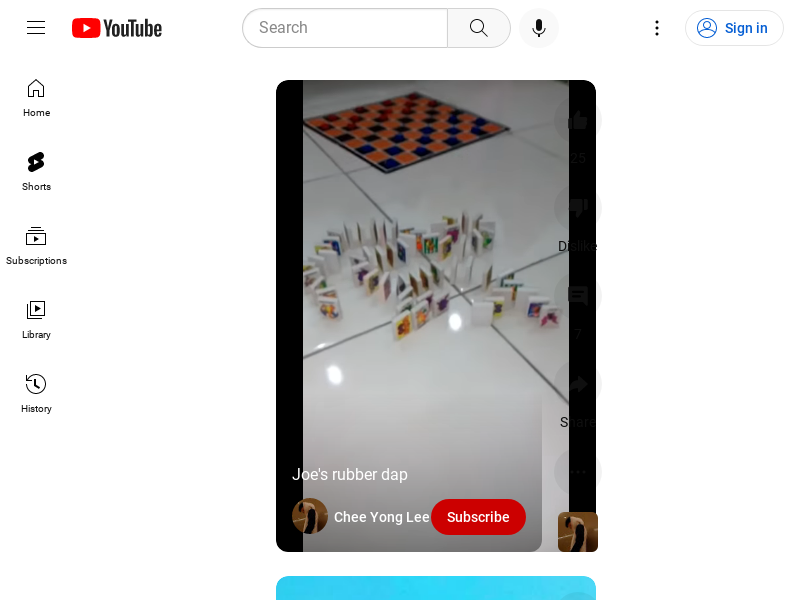 YouTube
Search
Sign in
Home
Shorts
Subscriptions
Library
History
25
Dislike
7
Share
Joe's rubber dap
Chee Yong Lee
Subscribe